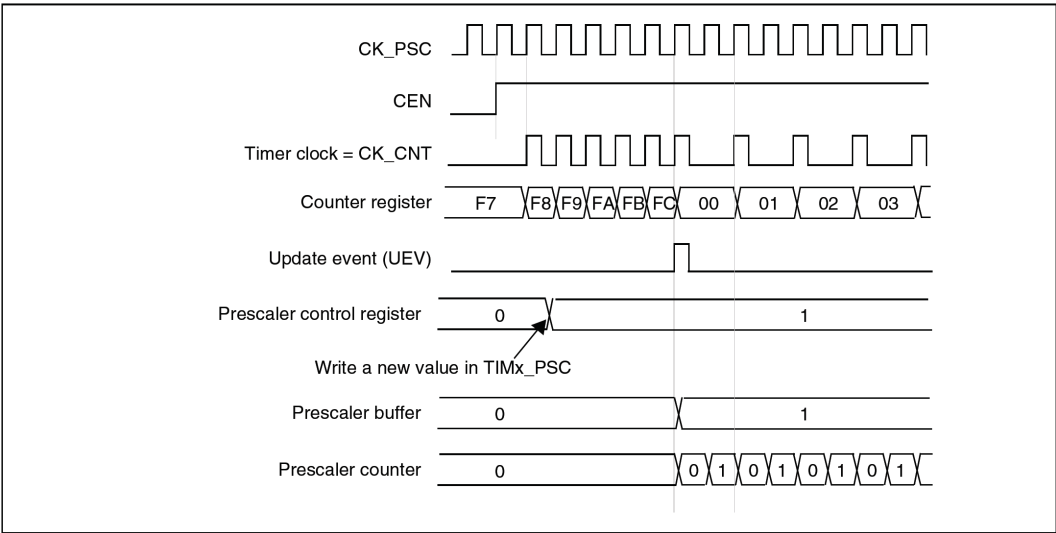 CK_PSC
CEN
Timer clock = CK_CNT
Counter register F7 F8 F9 FA FB FC 00 01 02 03
Update event (UEV)
Prescaler control register 0 1
Write a new value in TIMx_PSC
Prescaler buffer 0 1
Prescaler counter 0 0 1 0 1 0 1 0 1